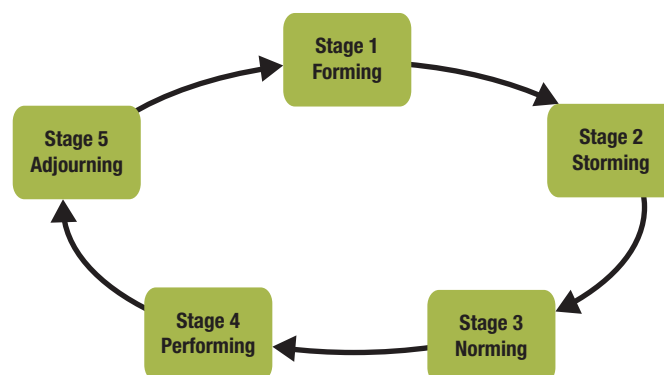 Stage 1
Forming
Stage 2
Storming
Stage 3
Norming
Stage 4
Performing
Stage 5
Adjourning